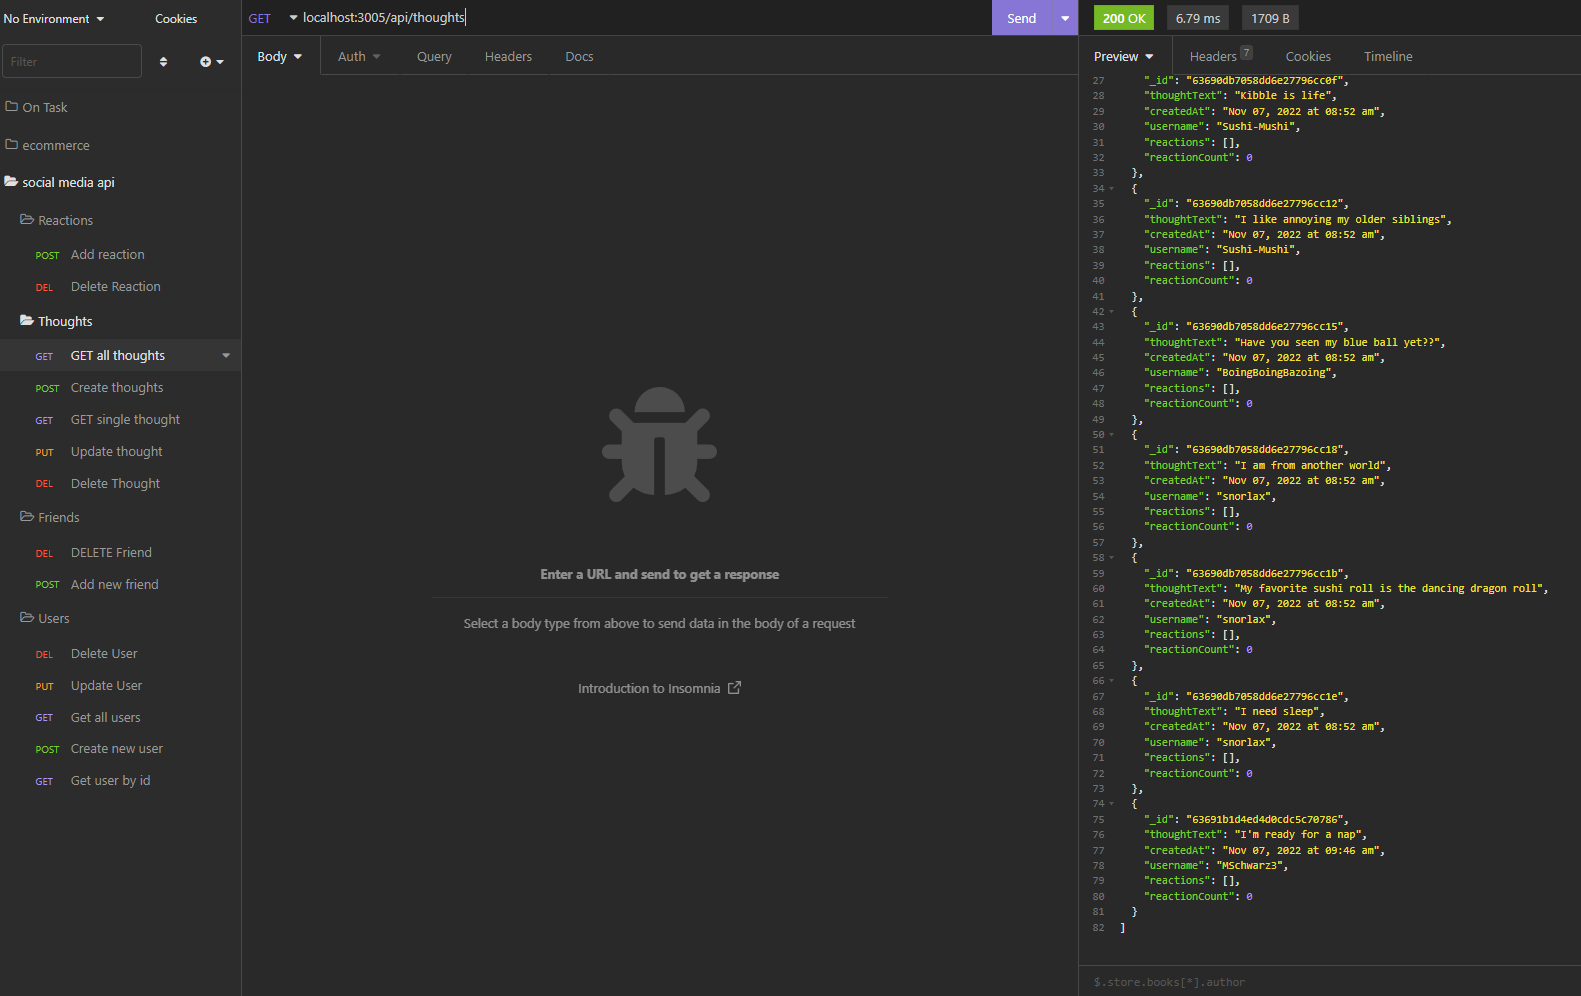 No Environment
Cookies
Filter
On Task
ecommerce
social media api
Reactions
POST Add reaction
DEL Delete Reaction
Thoughts
GET GET all thoughts
POST Create thoughts
GET GET single thought
PUT Update thought
DEL Delete Thought
Friends
DEL DELETE Friend
POST Add new friend
Users
DEL Delete User
PUT Update User
GET Get all users
POST Create new user
GET Get user by id
GET localhost:3005/api/thoughts
Send
Body Auth Query Headers Docs
Enter a URL and send to get a response
Select a body type from above to send data in the body of a request
Introduction to Insomnia
200 OK 6.79 ms 1709 B
Preview Headers 7 Cookies Timeline
27 "_id": "63690db7058dd6e27796cc0f",
28 "thoughtText": "Kibble is life",
29 "createdAt": "Nov 07, 2022 at 08:52 am",
30 "username": "Sushi-Mushi",
31 "reactions": [],
32 "reactionCount": 0
33 },
34 {
35 "_id": "63690db7058dd6e27796cc12",
36 "thoughtText": "I like annoying my older siblings",
37 "createdAt": "Nov 07, 2022 at 08:52 am",
38 "username": "Sushi-Mushi",
39 "reactions": [],
40 "reactionCount": 0
41 },
42 {
43 "_id": "63690db7058dd6e27796cc15",
44 "thoughtText": "Have you seen my blue ball yet??",
45 "createdAt": "Nov 07, 2022 at 08:52 am",
46 "username": "BoingBoingBazoing",
47 "reactions": [],
48 "reactionCount": 0
49 },
50 {
51 "_id": "63690db7058dd6e27796cc18",
52 "thoughtText": "I am from another world",
53 "createdAt": "Nov 07, 2022 at 08:52 am",
54 "username": "snorlax",
55 "reactions": [],
56 "reactionCount": 0
57 },
58 {
59 "_id": "63690db7058dd6e27796cc1b",
60 "thoughtText": "My favorite sushi roll is the dancing dragon roll",
61 "createdAt": "Nov 07, 2022 at 08:52 am",
62 "username": "snorlax",
63 "reactions": [],
64 "reactionCount": 0
65 },
66 {
67 "_id": "63690db7058dd6e27796cc1e",
68 "thoughtText": "I need sleep",
69 "createdAt": "Nov 07, 2022 at 08:52 am",
70 "username": "snorlax",
71 "reactions": [],
72 "reactionCount": 0
73 },
74 {
75 "_id": "63691b1d4ed4d0cdc5c70786",
76 "thoughtText": "I'm ready for a nap",
77 "createdAt": "Nov 07, 2022 at 09:46 am",
78 "username": "MSchwarz3",
79 "reactions": [],
80 "reactionCount": 0
81 }
82 ]
$.store.books[*].author